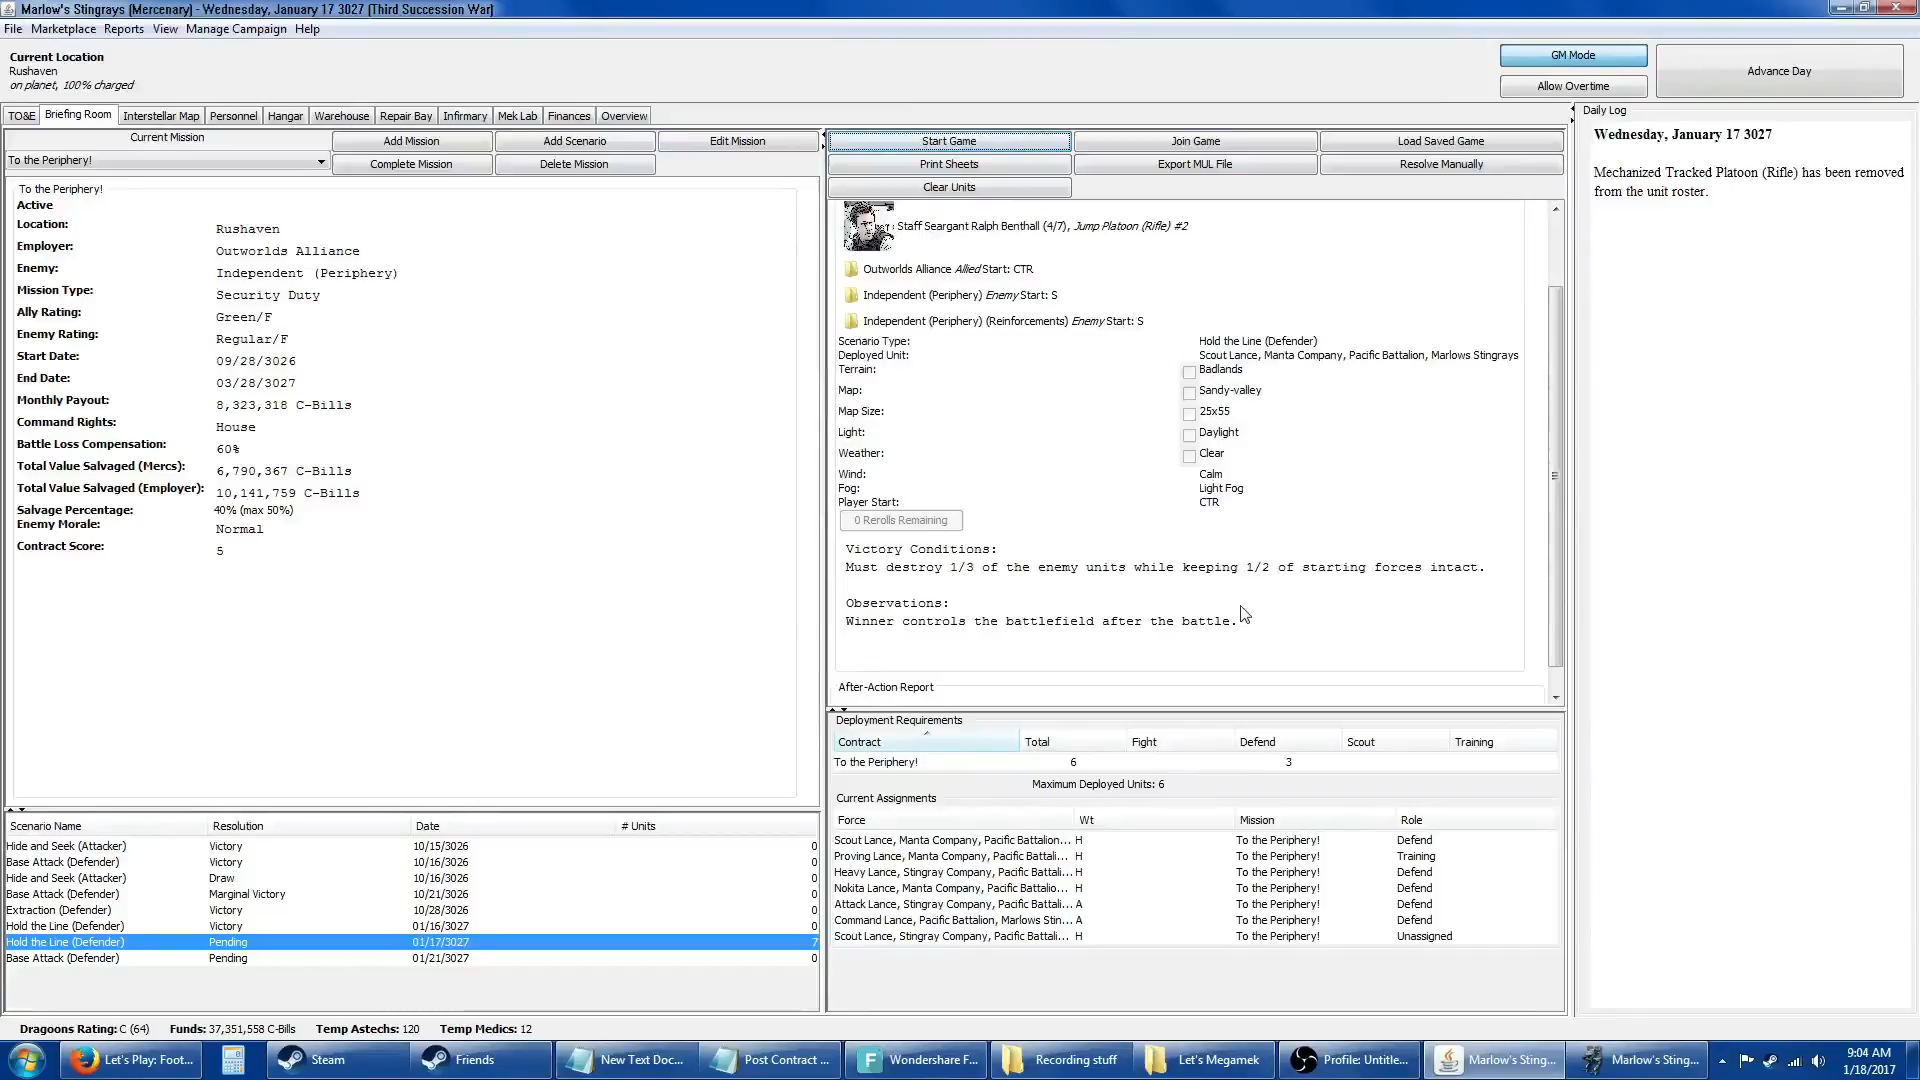 Marlow's Stingrays (Mercenary) - Wednesday, January 17 3027 (Third Succession War)
File Marketplace Reports View Manage Campaign Help
Current Location
Rushaven
on planet, 100% charged
GM Mode
Allow Overtime
Advance Day
TO&E Briefing Room Interstellar Map Personnel Hangar Warehouse Repair Bay Infirmary Mek Lab Finances Overview
Current Mission
To the Periphery!
Add Mission Add Scenario Edit Mission
Complete Mission Delete Mission
To the Periphery!
Active
Location: Rushaven
Employer: Outworlds Alliance
Enemy: Independent (Periphery)
Mission Type: Security Duty
Ally Rating: Green/F
Enemy Rating: Regular/F
Start Date: 09/28/3026
End Date: 03/28/3027
Monthly Payout: 8,323,318 C-Bills
Command Rights: House
Battle Loss Compensation: 60%
Total Value Salvaged (Mercs): 6,790,367 C-Bills
Total Value Salvaged (Employer): 10,141,759 C-Bills
Salvage Percentage: 40% (max 50%)
Enemy Morale: Normal
Contract Score: 5
Scenario Name Resolution Date # Units
Hide and Seek (Attacker) Victory 10/15/3026 0
Base Attack (Defender) Victory 10/16/3026 0
Hide and Seek (Attacker) Draw 10/16/3026 0
Base Attack (Defender) Marginal Victory 10/21/3026 0
Extraction (Defender) Victory 10/28/3026 0
Hold the Line (Defender) Victory 01/16/3027 0
Hold the Line (Defender) Pending 01/17/3027 7
Base Attack (Defender) Pending 01/21/3027 0
Start Game Join Game Load Saved Game
Print Sheets Export MUL File Resolve Manually
Clear Units
Staff Seargant Ralph Benthall (4/7), Jump Platoon (Rifle) #2
Outworlds Alliance Allied Start: CTR
Independent (Periphery) Enemy Start: S
Independent (Periphery) (Reinforcements) Enemy Start: S
Scenario Type: Hold the Line (Defender)
Deployed Unit: Scout Lance, Manta Company, Pacific Battalion, Marlows Stingrays
Terrain: Badlands
Map: Sandy-valley
Map Size: 25x55
Light: Daylight
Weather: Clear
Wind: Calm
Fog: Light Fog
Player Start: CTR
0 Rerolls Remaining
Victory Conditions:
Must destroy 1/3 of the enemy units while keeping 1/2 of starting forces intact.
Observations:
Winner controls the battlefield after the battle.
After-Action Report
Deployment Requirements
Contract Total Fight Defend Scout Training
To the Periphery! 6 3
Maximum Deployed Units: 6
Current Assignments
Force Wt Mission Role
Scout Lance, Manta Company, Pacific Battalion... H To the Periphery! Defend
Proving Lance, Manta Company, Pacific Battali... H To the Periphery! Training
Heavy Lance, Stingray Company, Pacific Battali... H To the Periphery! Defend
Nokita Lance, Manta Company, Pacific Battalio... H To the Periphery! Defend
Attack Lance, Stingray Company, Pacific Battali... A To the Periphery! Defend
Command Lance, Pacific Battalion, Marlows Stin... A To the Periphery! Defend
Scout Lance, Stingray Company, Pacific Battali... H To the Periphery! Unassigned
Daily Log
Wednesday, January 17 3027
Mechanized Tracked Platoon (Rifle) has been removed
from the unit roster.
Dragoons Rating: C (64) Funds: 37,351,558 C-Bills Temp Astechs: 120 Temp Medics: 12
Let's Play: Foot... Steam Friends New Text Doc... Post Contract ... Wondershare F... Recording stuff Let's Megamek Profile: Untitle... Marlow's Sting... Marlow's Sting...
9:04 AM
1/18/2017